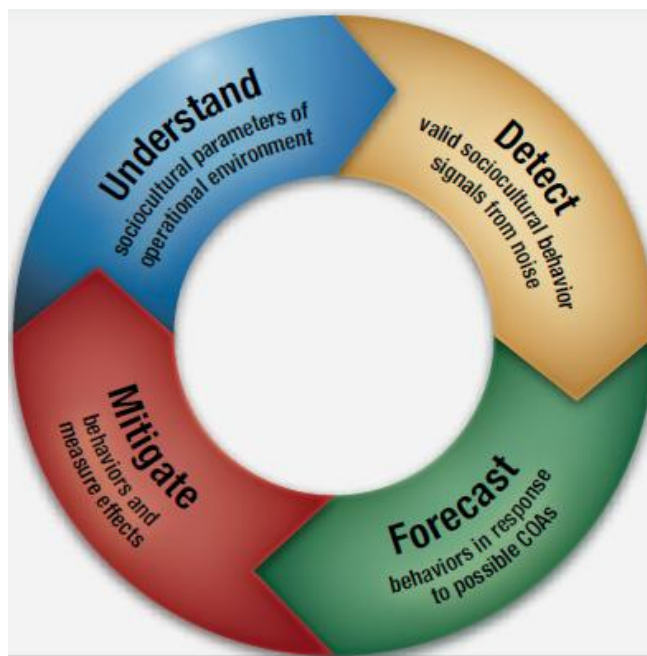 Understand
sociocultural parameters of
operational environment
Detect
valid sociocultural behavior
signals from noise
Forecast
behaviors in response
to possible COAs
Mitigate
behaviors and
measure effects